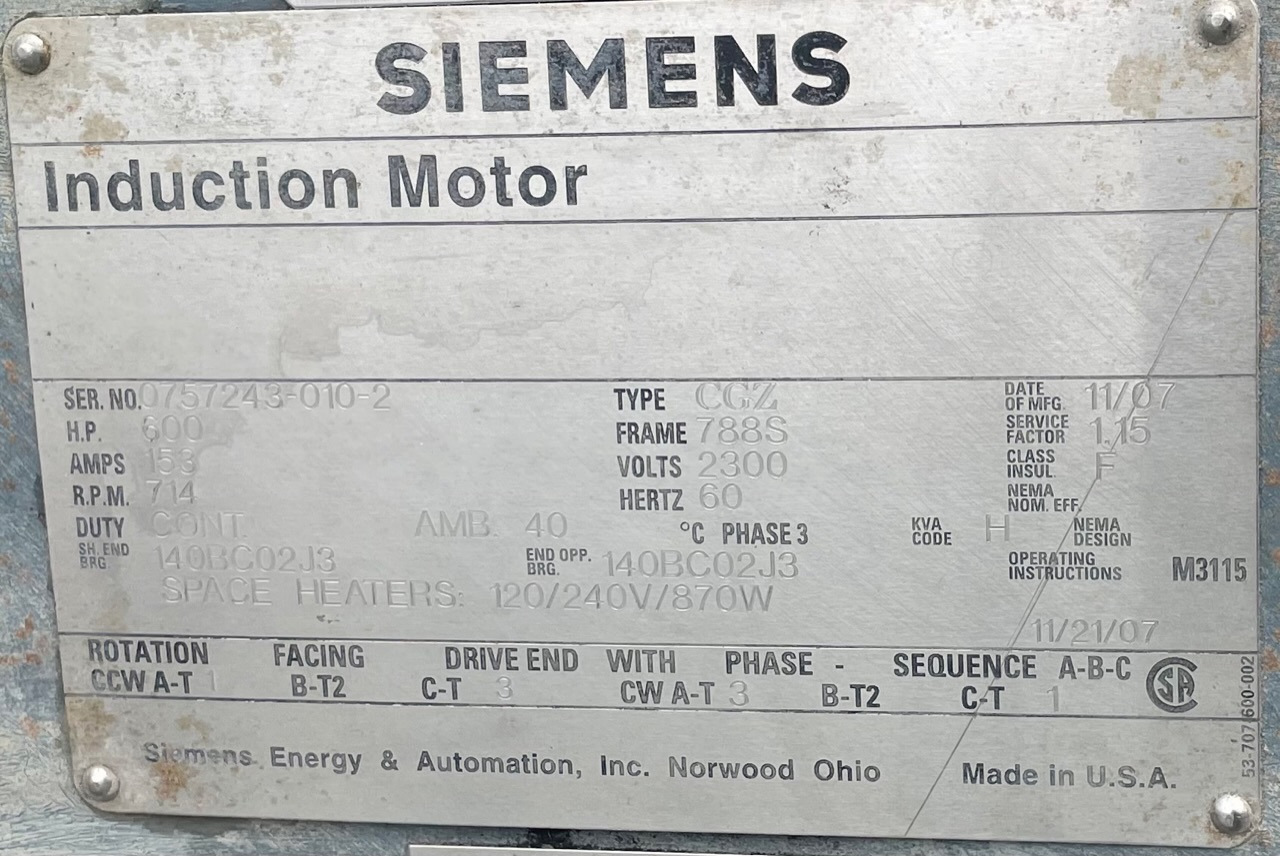 SIEMENS
Induction Motor
SER. NO. 0757243-010-2 TYPE CGZ DATE OF MFG. 11/07
H.P. 600 FRAME 788S SERVICE FACTOR 1.15
AMPS 153 VOLTS 2300 CLASS INSUL. F
R.P.M. 714 HERTZ 60 NEMA NOM. EFF.
DUTY CONT. AMB. 40 °C PHASE 3 KVA CODE H NEMA DESIGN
SH. END BRG. 140BC02J3 END OPP. BRG. 140BC02J3 OPERATING INSTRUCTIONS M3115
SPACE HEATERS: 120/240V/870W
11/21/07
ROTATION FACING DRIVE END WITH PHASE - SEQUENCE A-B-C
CCW A-T 1 B-T2 C-T 3 CW A-T 3 B-T2 C-T 1
SA
Siemens Energy & Automation, Inc. Norwood Ohio Made in U.S.A.
53-707-600-002